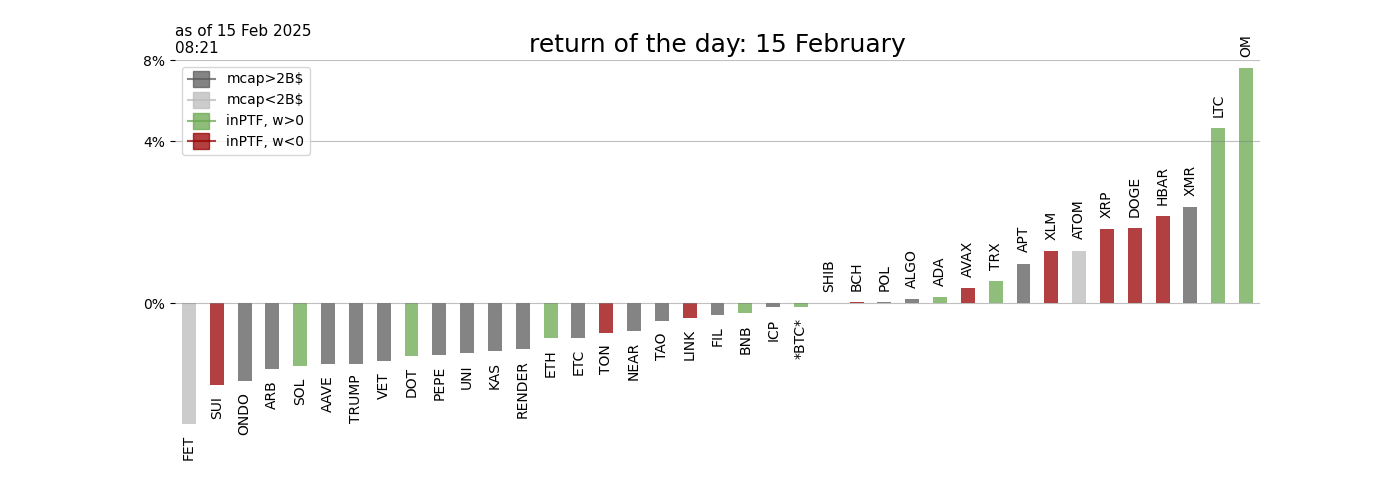 as of 15 Feb 2025
08:21
return of the day: 15 February
8%
4%
0%
mcap>2B$
mcap<2B$
inPTF, w>0
inPTF, w<0
FET
SUI
ONDO
ARB
SOL
AAVE
TRUMP
VET
DOT
PEPE
UNI
KAS
RENDER
ETH
ETC
TON
NEAR
TAO
LINK
FIL
BNB
ICP
*BTC*
SHIB
BCH
POL
ALGO
ADA
AVAX
TRX
APT
XLM
ATOM
XRP
DOGE
HBAR
XMR
LTC
OM